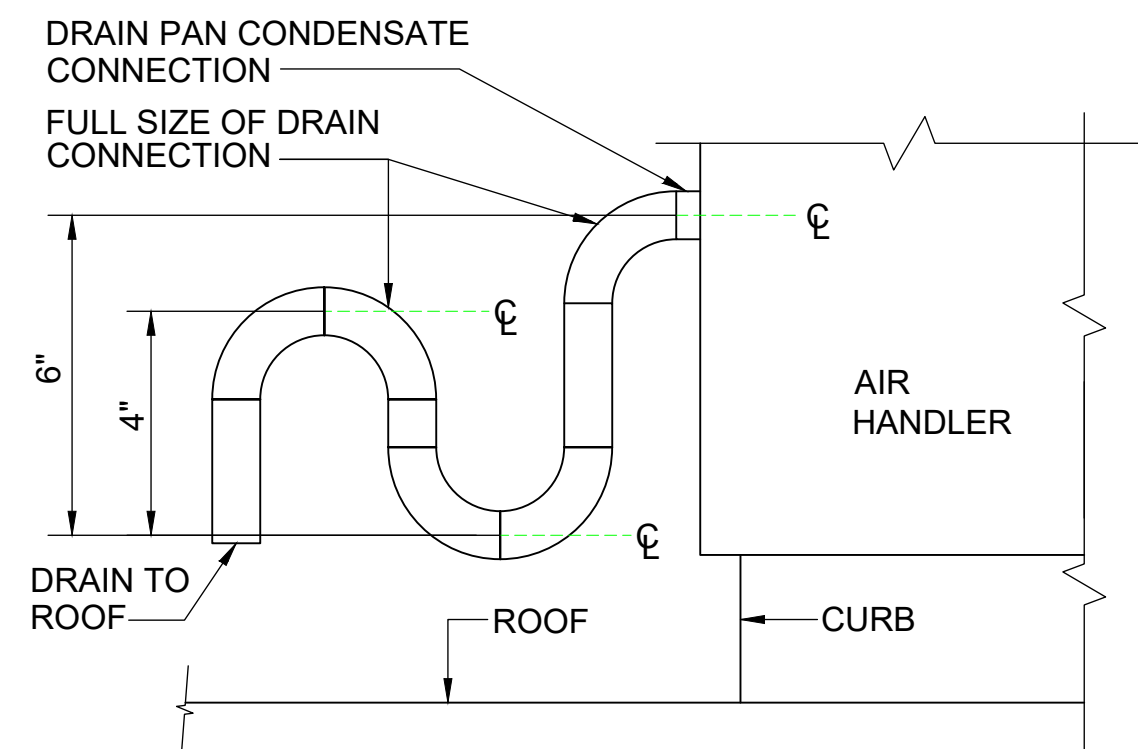 DRAIN PAN CONDENSATE
CONNECTION
FULL SIZE OF DRAIN
CONNECTION
℄
℄
6"
4"
AIR
HANDLER
℄
DRAIN TO
ROOF
ROOF
CURB